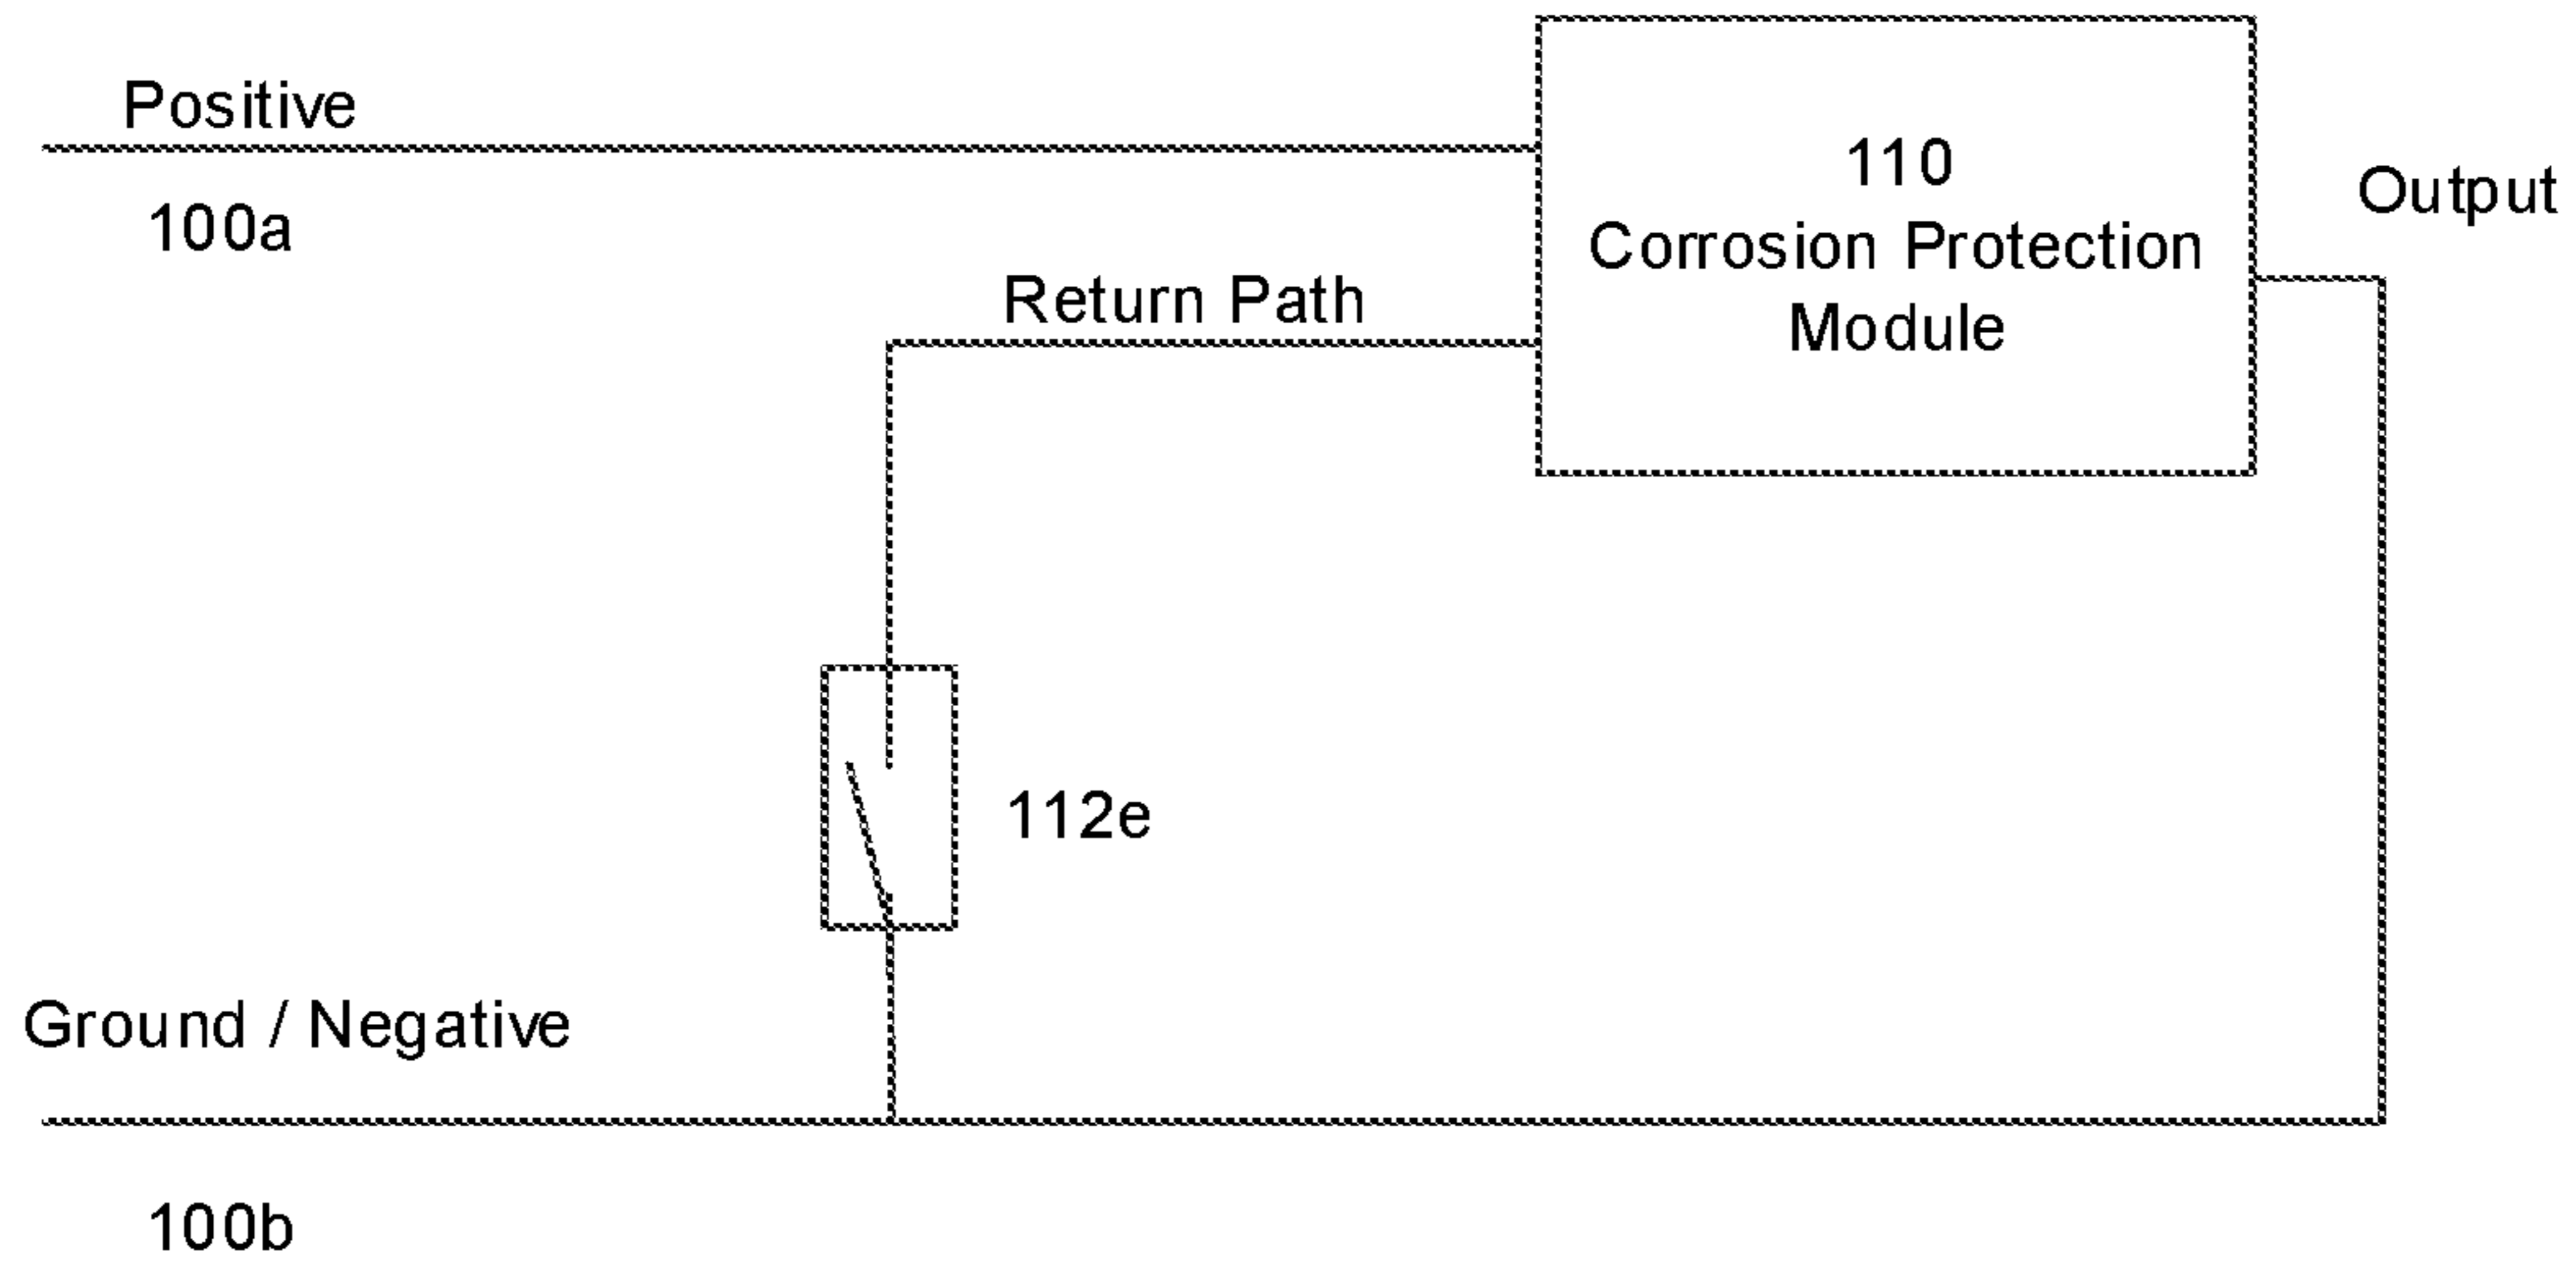 Positive
100a
110
Corrosion Protection
Module
Output
Return Path
112e
Ground / Negative
100b